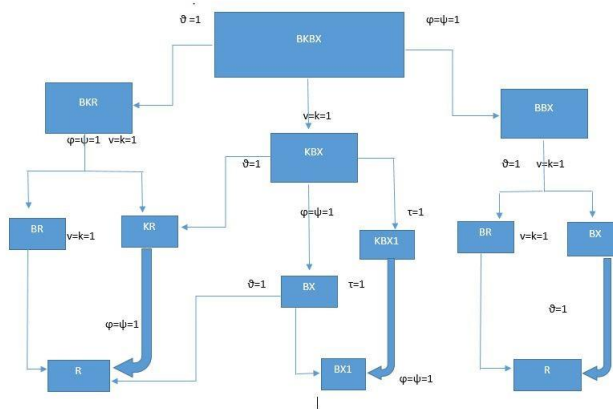 ϑ =1
φ=ψ=1
BKBX
BKR
BBX
v=k=1
φ=ψ=1 v=k=1
KBX
ϑ=1
ϑ=1 v=k=1
φ=ψ=1
τ=1
BR
v=k=1
KR
KBX1
BR
v=k=1
BX
ϑ=1
BX
τ=1
ϑ=1
φ=ψ=1
R
BX1
φ=ψ=1
R